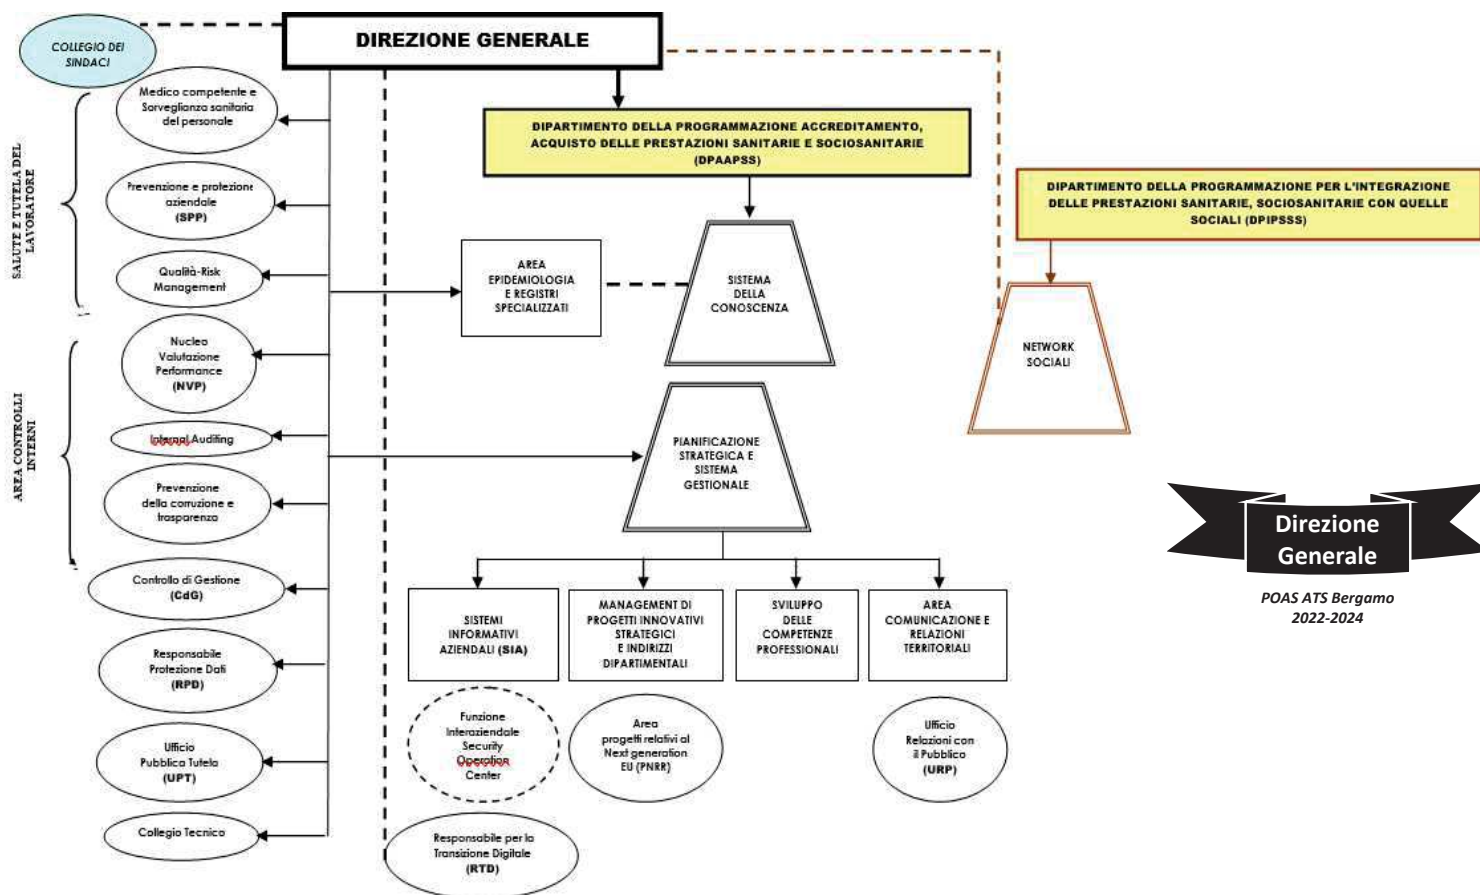 COLLEGIO DEI
SINDACI
DIREZIONE GENERALE
Medico competente e
Sorveglianza sanitaria
del personale
DIPARTIMENTO DELLA PROGRAMMAZIONE ACCREDITAMENTO,
ACQUISTO DELLE PRESTAZIONI SANITARIE E SOCIOSANITARIE
(DPAAPSS)
SALUTE E TUTELA DEL
LAVORATORE
Prevenzione e protezione
aziendale
(SPP)
DIPARTIMENTO DELLA PROGRAMMAZIONE PER L'INTEGRAZIONE
DELLE PRESTAZIONI SANITARIE, SOCIOSANITARIE CON QUELLE
SOCIALI (DPIPSSS)
Qualità-Risk
Management
AREA
EPIDEMIOLOGIA
E REGISTRI
SPECIALIZZATI
SISTEMA
DELLA
CONOSCENZA
NETWORK
SOCIALI
AREA CONTROLLI
INTERNI
Nucleo
Valutazione
Performance
(NVP)
Internal Auditing
Prevenzione
della corruzione e
trasparenza
PIANIFICAZIONE
STRATEGICA E
SISTEMA
GESTIONALE
Controllo di Gestione
(CdG)
Responsabile
Protezione Dati
(RPD)
Ufficio
Pubblica Tutela
(UPT)
Collegio Tecnico
SISTEMI
INFORMATIVI
AZIENDALI (SIA)
MANAGEMENT DI
PROGETTI INNOVATIVI
STRATEGICI
E INDIRIZZI
DIPARTIMENTALI
SVILUPPO
DELLE
COMPETENZE
PROFESSIONALI
AREA
COMUNICAZIONE E
RELAZIONI
TERRITORIALI
Funzione
Interaziendale
Security
Operation
Center
Area
progetti relativi al
Next generation
EU (PNRR)
Ufficio
Relazioni con
il Pubblico
(URP)
Responsabile per la
Transizione Digitale
(RTD)
Direzione
Generale
POAS ATS Bergamo
2022-2024